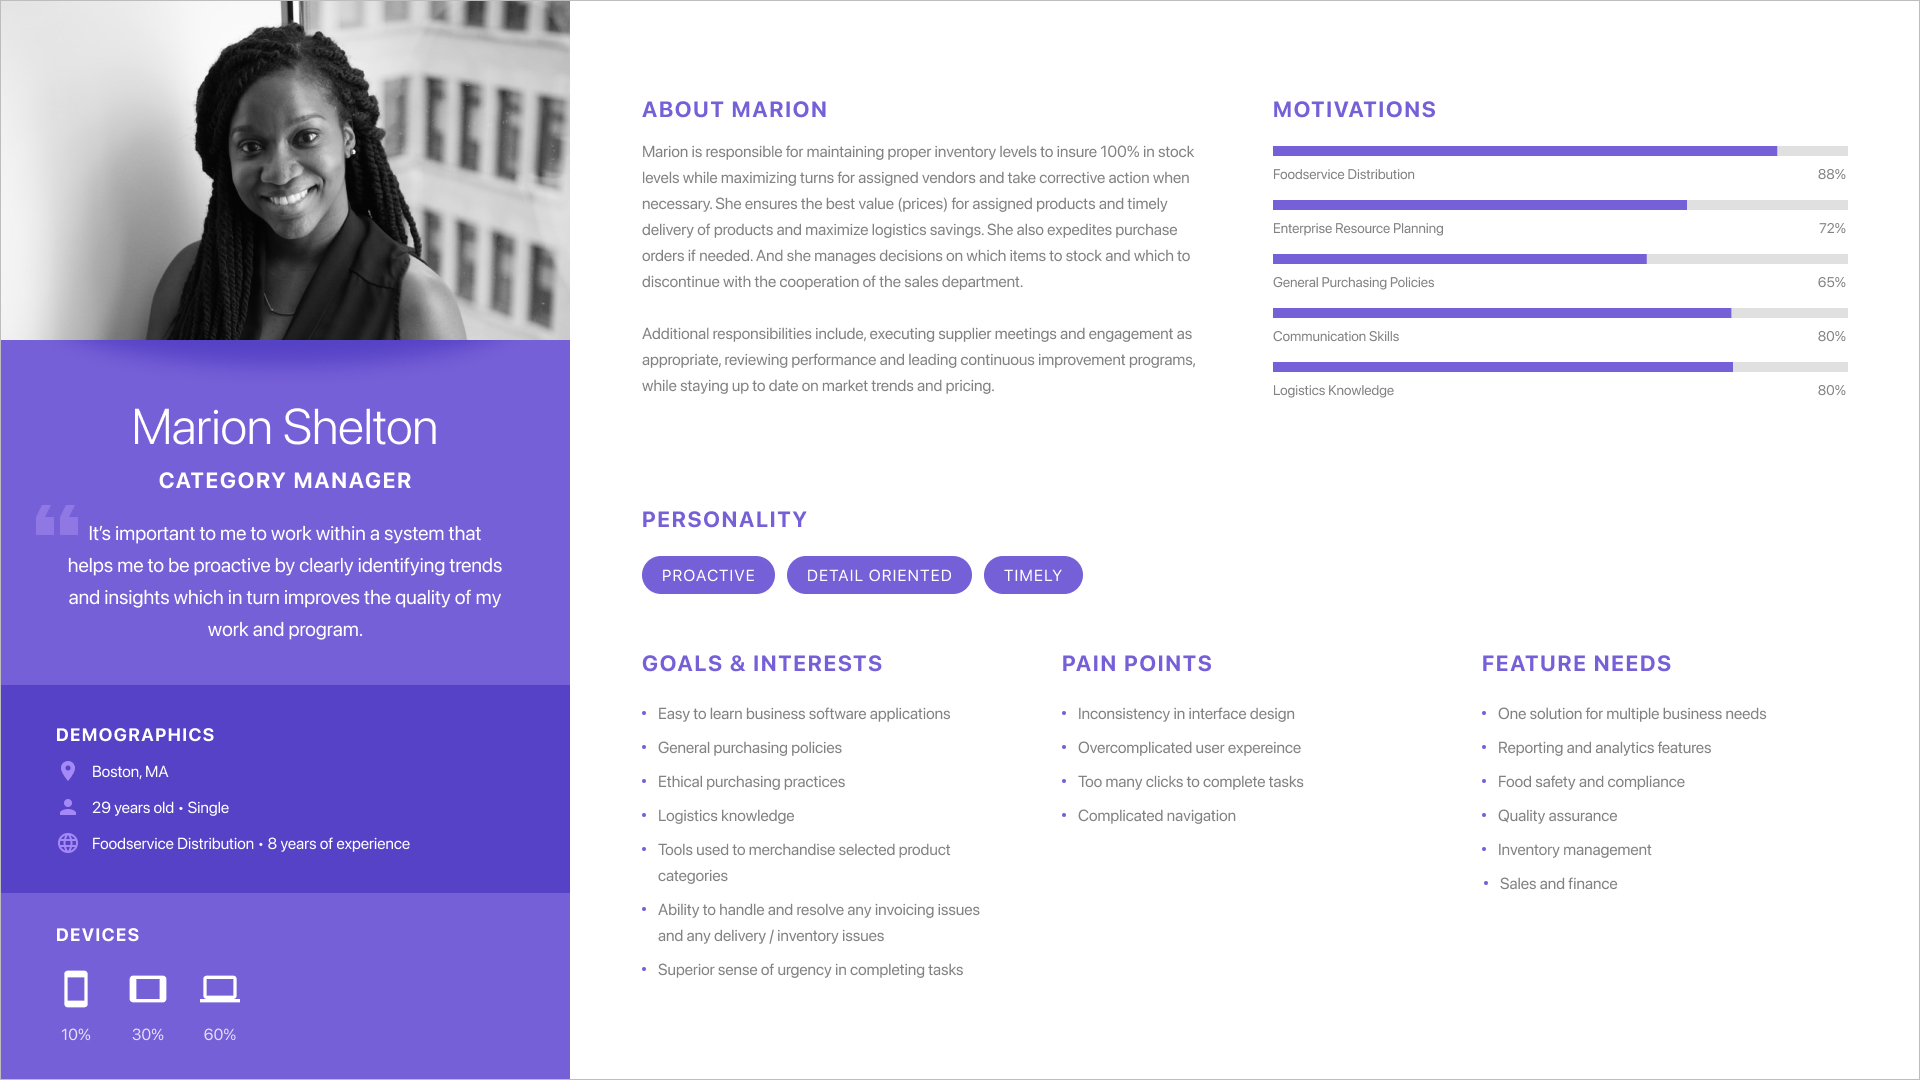 Marion Shelton
CATEGORY MANAGER
“
It’s important to me to work within a system that
helps me to be proactive by clearly identifying trends
and insights which in turn improves the quality of my
work and program.
DEMOGRAPHICS
Boston, MA
29 years old • Single
Foodservice Distribution • 8 years of experience
DEVICES
10% 30% 60%
ABOUT MARION
Marion is responsible for maintaining proper inventory levels to insure 100% in stock
levels while maximizing turns for assigned vendors and take corrective action when
necessary. She ensures the best value (prices) for assigned products and timely
delivery of products and maximize logistics savings. She also expedites purchase
orders if needed. And she manages decisions on which items to stock and which to
discontinue with the cooperation of the sales department.
Additional responsibilities include, executing supplier meetings and engagement as
appropriate, reviewing performance and leading continuous improvement programs,
while staying up to date on market trends and pricing.
MOTIVATIONS
Foodservice Distribution 88%
Enterprise Resource Planning 72%
General Purchasing Policies 65%
Communication Skills 80%
Logistics Knowledge 80%
PERSONALITY
PROACTIVE DETAIL ORIENTED TIMELY
GOALS & INTERESTS
• Easy to learn business software applications
• General purchasing policies
• Ethical purchasing practices
• Logistics knowledge
• Tools used to merchandise selected product
categories
• Ability to handle and resolve any invoicing issues
and any delivery / inventory issues
• Superior sense of urgency in completing tasks
PAIN POINTS
• Inconsistency in interface design
• Overcomplicated user expereince
• Too many clicks to complete tasks
• Complicated navigation
FEATURE NEEDS
• One solution for multiple business needs
• Reporting and analytics features
• Food safety and compliance
• Quality assurance
• Inventory management
• Sales and finance